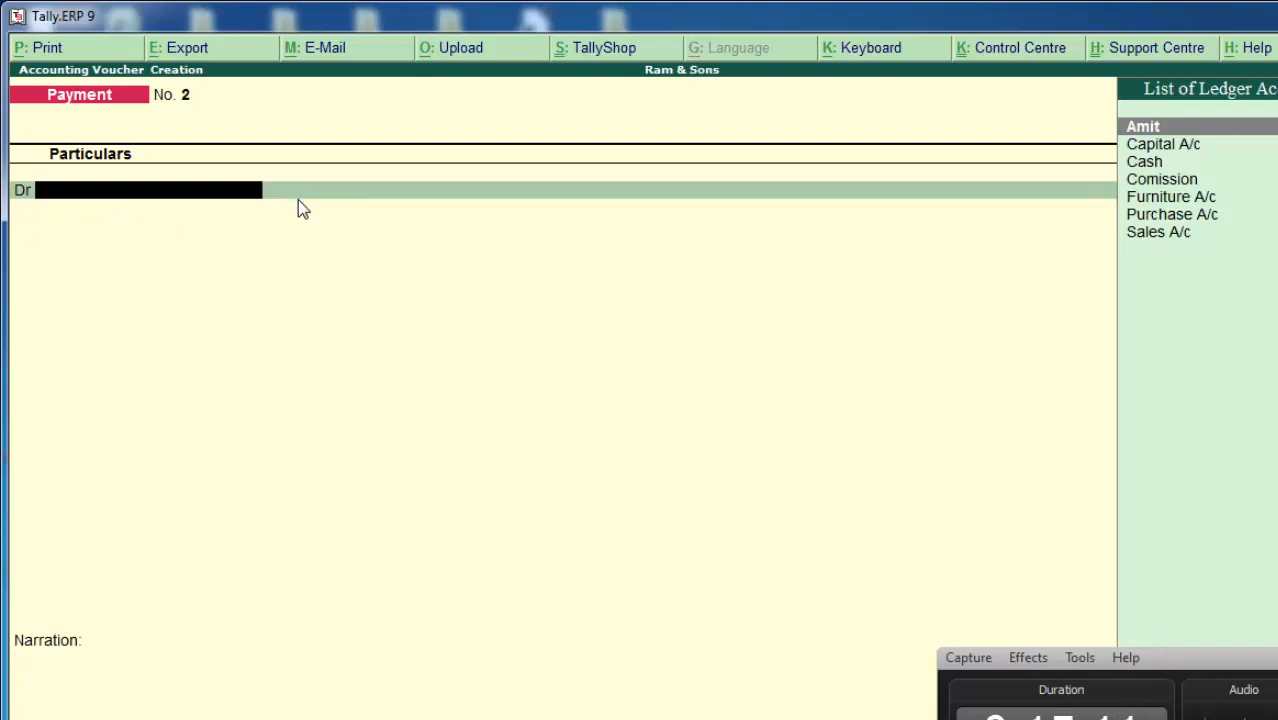 Tally.ERP 9
P: Print E: Export M: E-Mail O: Upload S: TallyShop G: Language K: Keyboard K: Control Centre H: Support Centre H: Help
Accounting Voucher Creation Ram & Sons
Payment No. 2
List of Ledger Ac
Particulars
Dr
Amit
Capital A/c
Cash
Comission
Furniture A/c
Purchase A/c
Sales A/c
Narration:
Capture Effects Tools Help
Duration Audio